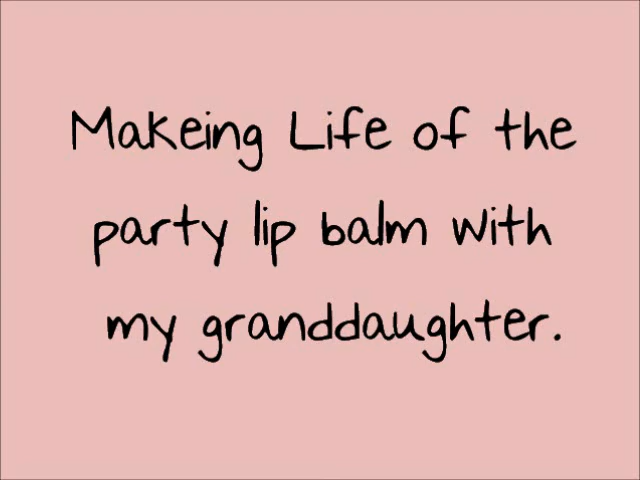 Makeing Life of the
party lip balm with
my granddaughter.